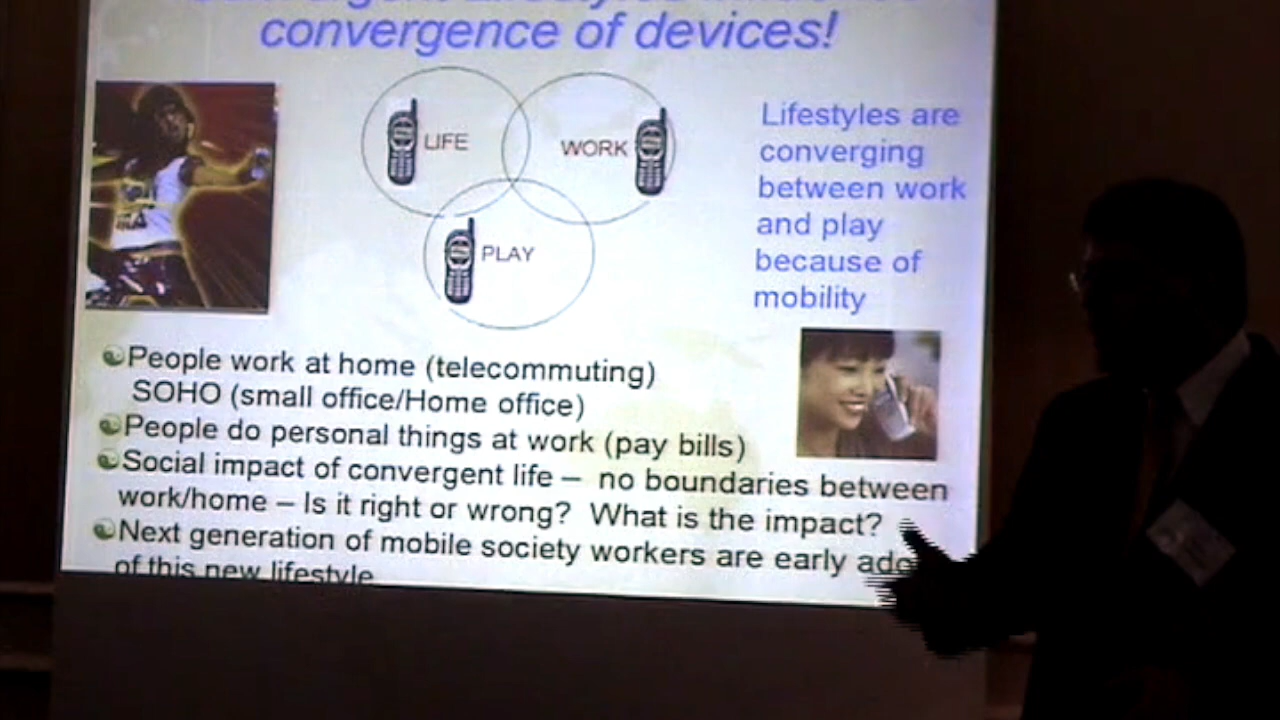 convergence of devices!
LIFE
WORK
PLAY
Lifestyles are
converging
between work
and play
because of
mobility
People work at home (telecommuting)
SOHO (small office/Home office)
People do personal things at work (pay bills)
Social impact of convergent life – no boundaries between
work/home – Is it right or wrong? What is the impact?
Next generation of mobile society workers are early
of this new lifestyle